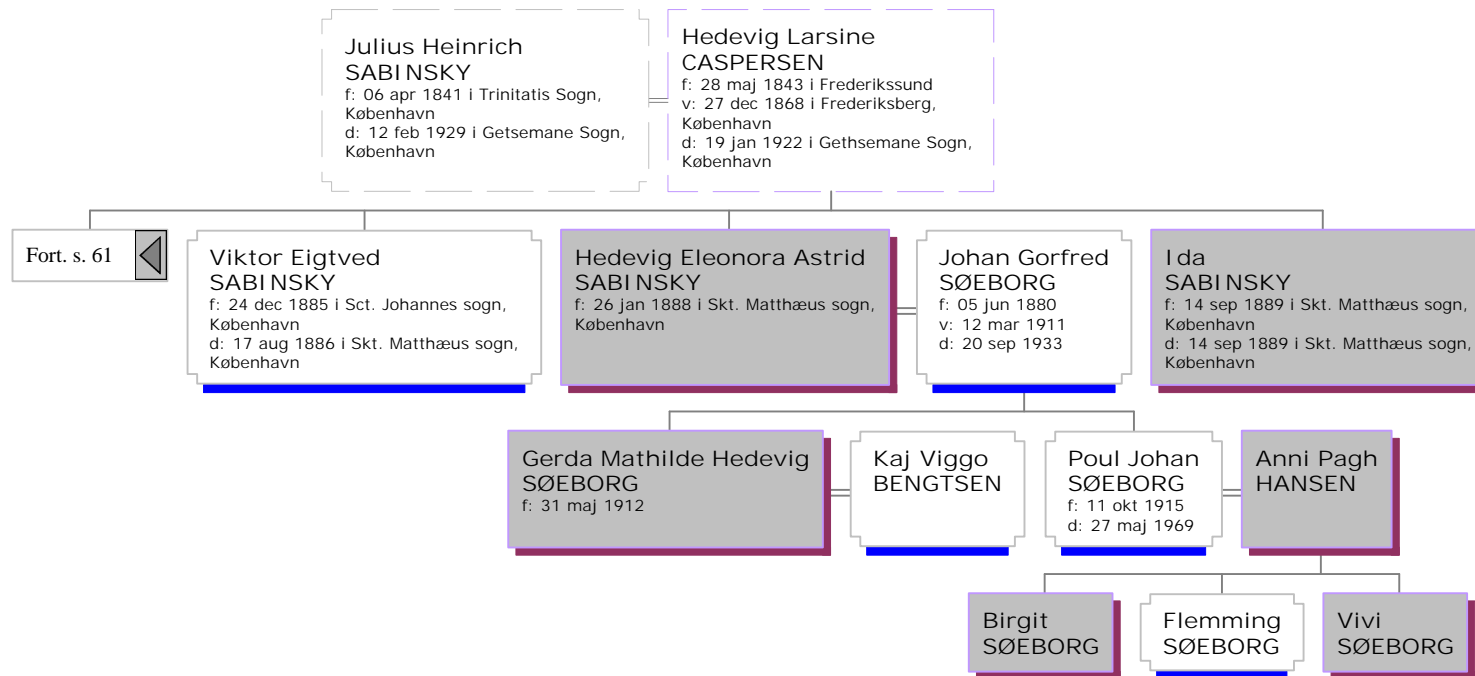 Julius Heinrich
SABINSKY
f: 06 apr 1841 i Trinitatis Sogn,
København
d: 12 feb 1929 i Getsemane Sogn,
København
Hedevig Larsine
CASPERSEN
f: 28 maj 1843 i Frederikssund
v: 27 dec 1868 i Frederiksberg,
København
d: 19 jan 1922 i Gethsemane Sogn,
København
Fort. s. 61
Viktor Eigtved
SABINSKY
f: 24 dec 1885 i Sct. Johannes sogn,
København
d: 17 aug 1886 i Skt. Matthæus sogn,
København
Hedevig Eleonora Astrid
SABINSKY
f: 26 jan 1888 i Skt. Matthæus sogn,
København
Johan Gorfred
SØEBORG
f: 05 jun 1880
v: 12 mar 1911
d: 20 sep 1933
Ida
SABINSKY
f: 14 sep 1889 i Skt. Matthæus sogn,
København
d: 14 sep 1889 i Skt. Matthæus sogn,
København
Gerda Mathilde Hedevig
SØEBORG
f: 31 maj 1912
Kaj Viggo
BENGTSEN
Poul Johan
SØEBORG
f: 11 okt 1915
d: 27 maj 1969
Anni Pagh
HANSEN
Birgit
SØEBORG
Flemming
SØEBORG
Vivi
SØEBORG